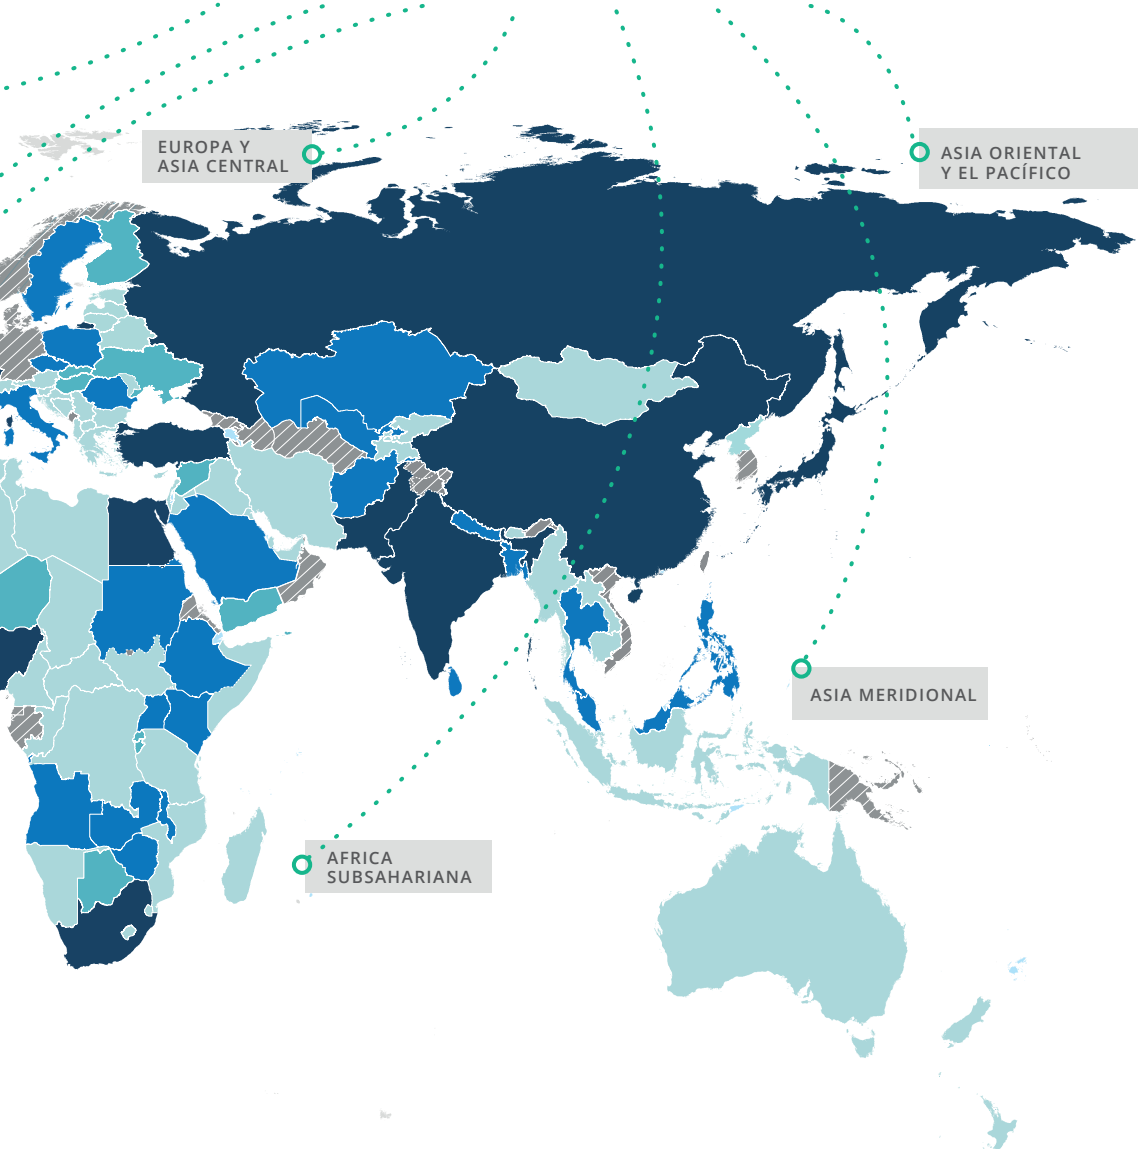 EUROPA Y
ASIA CENTRAL
ASIA ORIENTAL
Y EL PACÍFICO
ASIA MERIDIONAL
AFRICA
SUBSAHARIANA